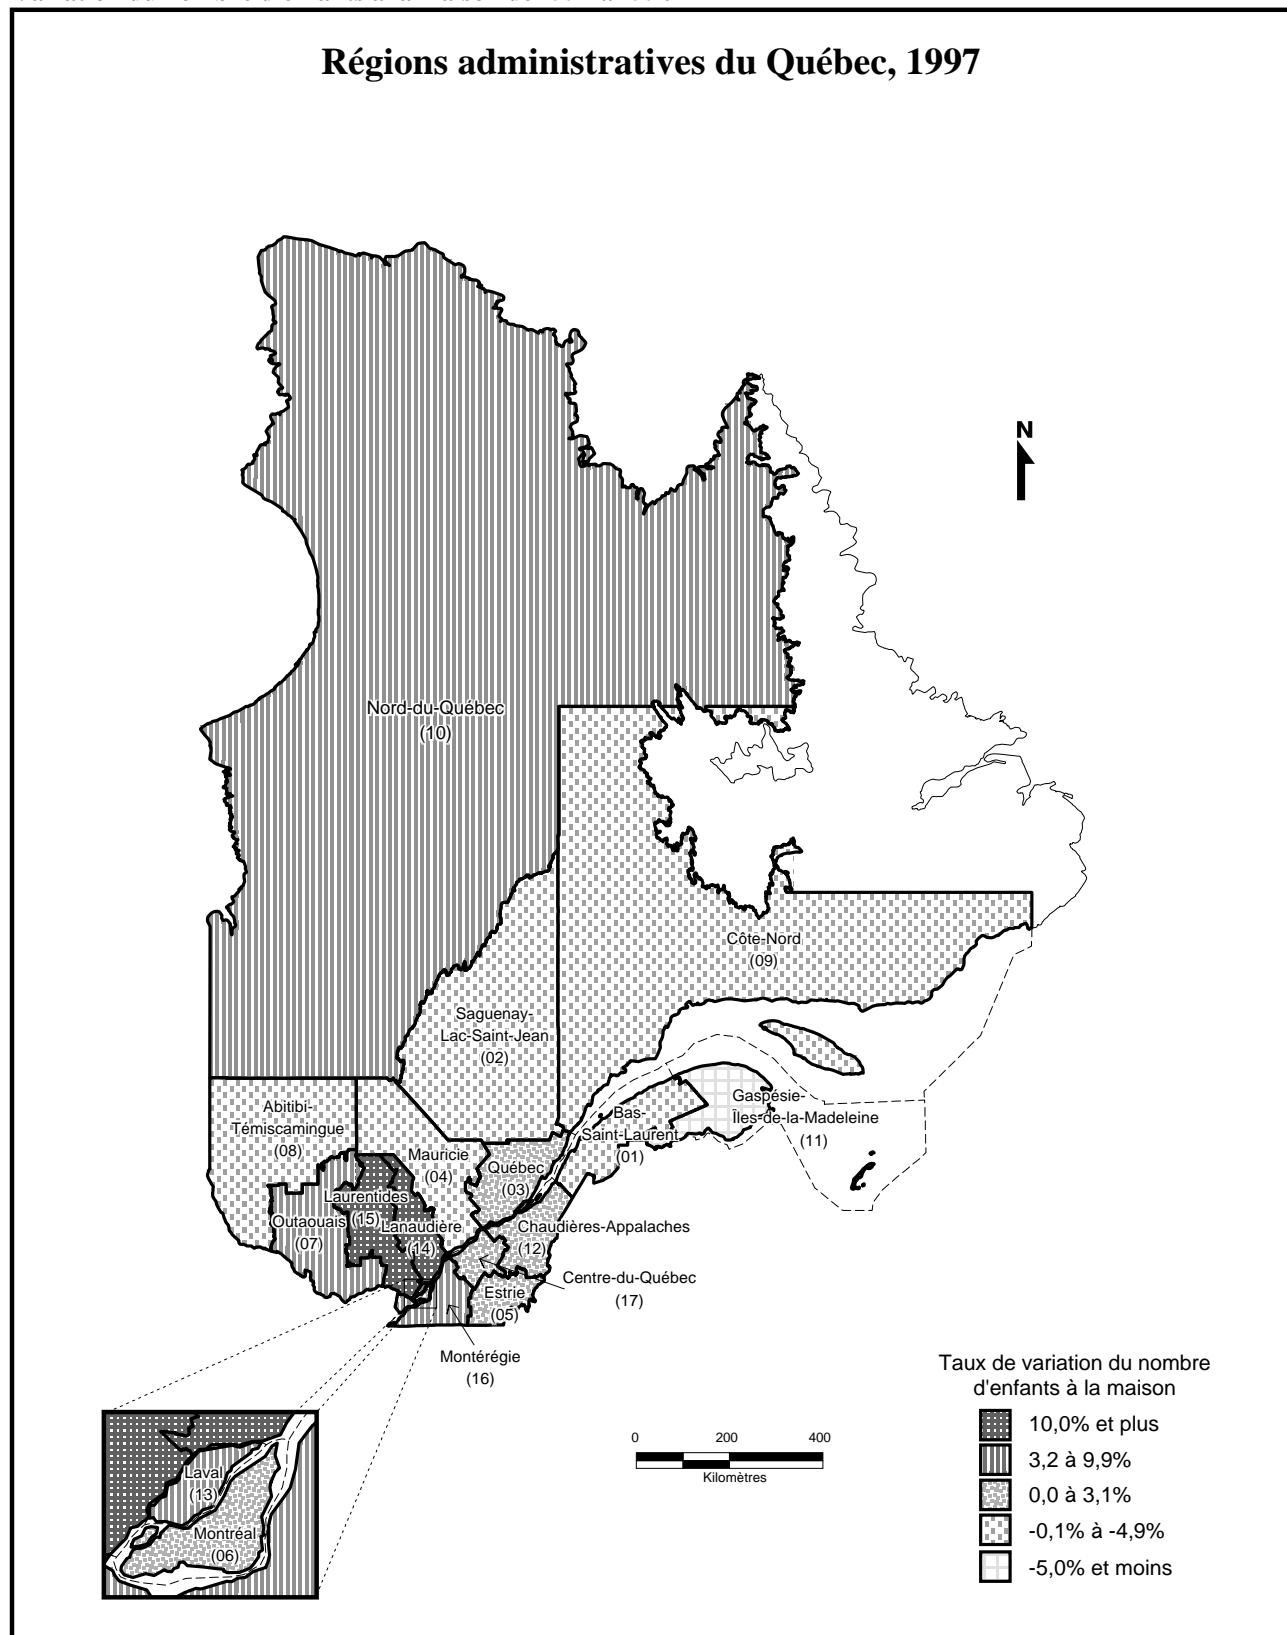 Régions administratives du Québec, 1997
N
Nord-du-Québec
(10)
Côte-Nord
(09)
Saguenay-
Lac-Saint-Jean
(02)
Abitibi-
Témiscamingue
(08)
Gaspésie-
Îles-de-la-Madeleine
(11)
Bas-
Saint-Laurent
(01)
Mauricie
(04)
Québec
(03)
Laurentides
(15)
Outaouais
(07)
Lanaudière
(14)
Chaudières-Appalaches
(12)
Centre-du-Québec
(17)
Estrie
(05)
Montérégie
(16)
Laval
(13)
Montréal
(06)
0 200 400
Kilomètres
Taux de variation du nombre
d'enfants à la maison
10,0% et plus
3,2 à 9,9%
0,0 à 3,1%
-0,1% à -4,9%
-5,0% et moins